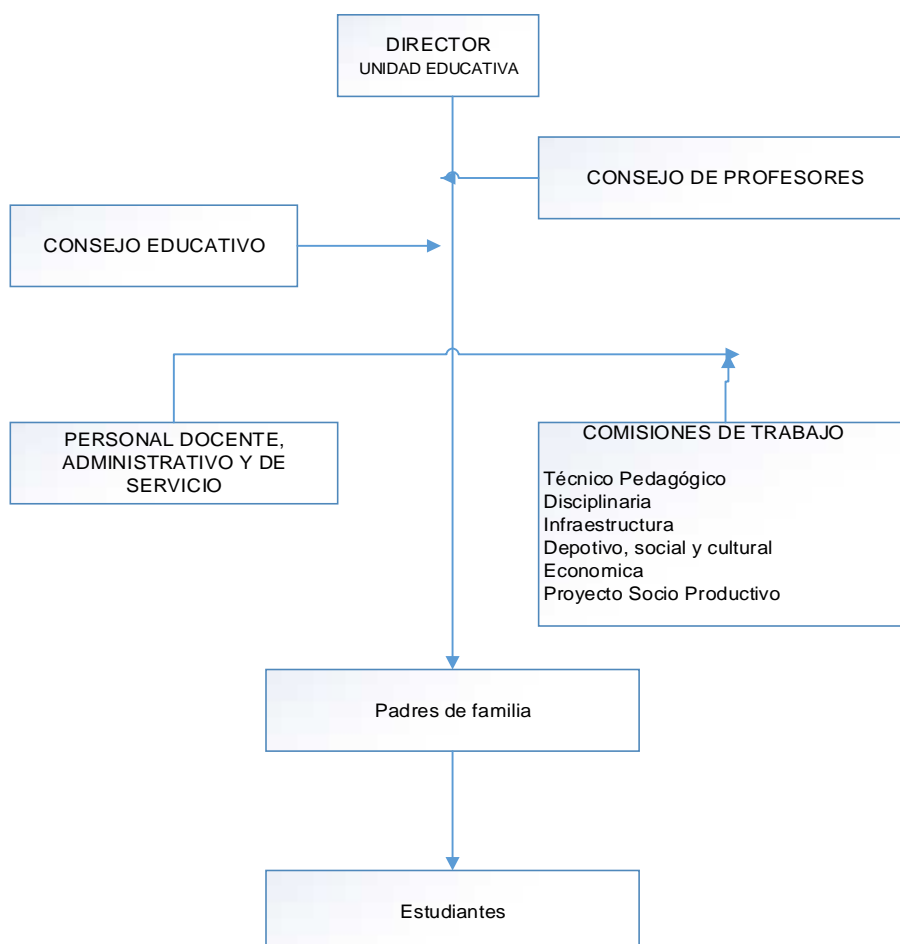 DIRECTOR
UNIDAD EDUCATIVA
CONSEJO DE PROFESORES
CONSEJO EDUCATIVO
PERSONAL DOCENTE,
ADMINISTRATIVO Y DE
SERVICIO
COMISIONES DE TRABAJO
Técnico Pedagógico
Disciplinaria
Infraestructura
Depotivo, social y cultural
Economica
Proyecto Socio Productivo
Padres de familia
Estudiantes